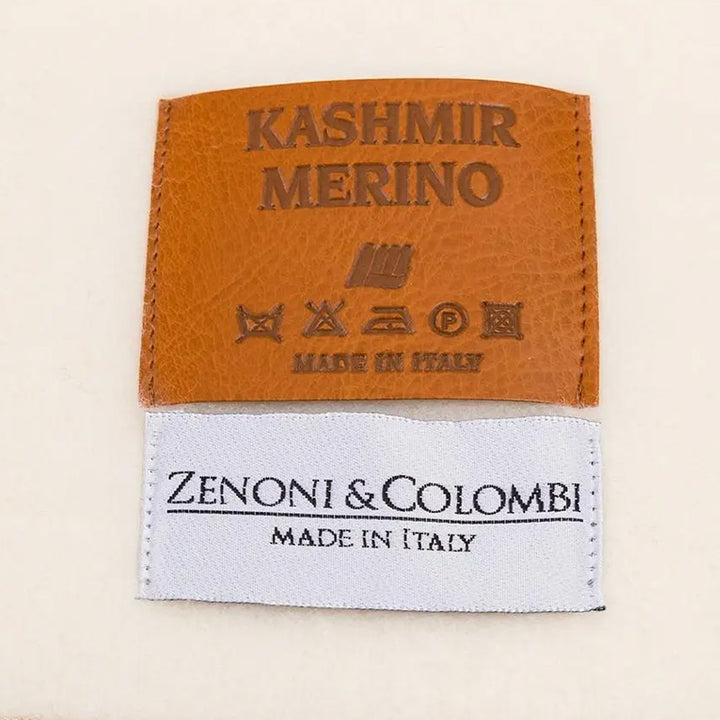 KASHMIR
MERINO
P
MADE IN ITALY
ZENONI & COLOMBI
MADE IN ITALY